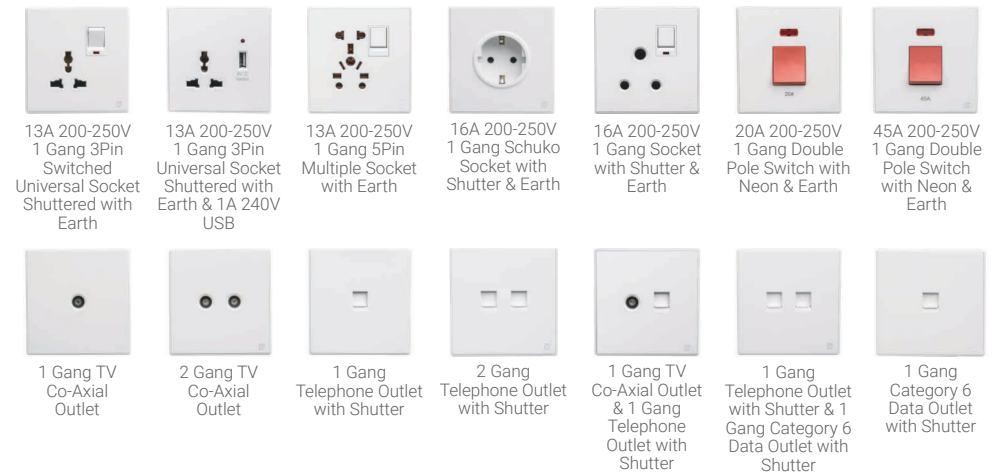 20A
45A
13A 200-250V
1 Gang 3Pin
Switched
Universal Socket
Shuttered with
Earth
13A 200-250V
1 Gang 3Pin
Universal Socket
Shuttered with
Earth & 1A 240V
USB
13A 200-250V
1 Gang 5Pin
Multiple Socket
with Earth
16A 200-250V
1 Gang Schuko
Socket with
Shutter & Earth
16A 200-250V
1 Gang Socket
with Shutter &
Earth
20A 200-250V
1 Gang Double
Pole Switch with
Neon & Earth
45A 200-250V
1 Gang Double
Pole Switch
with Neon &
Earth
1 Gang TV
Co-Axial
Outlet
2 Gang TV
Co-Axial
Outlet
1 Gang
Telephone Outlet
with Shutter
2 Gang
Telephone Outlet
with Shutter
1 Gang TV
Co-Axial Outlet
& 1 Gang
Telephone
Outlet with
Shutter
1 Gang
Telephone Outlet
with Shutter & 1
Gang Category 6
Data Outlet with
Shutter
1 Gang
Category 6
Data Outlet
with Shutter